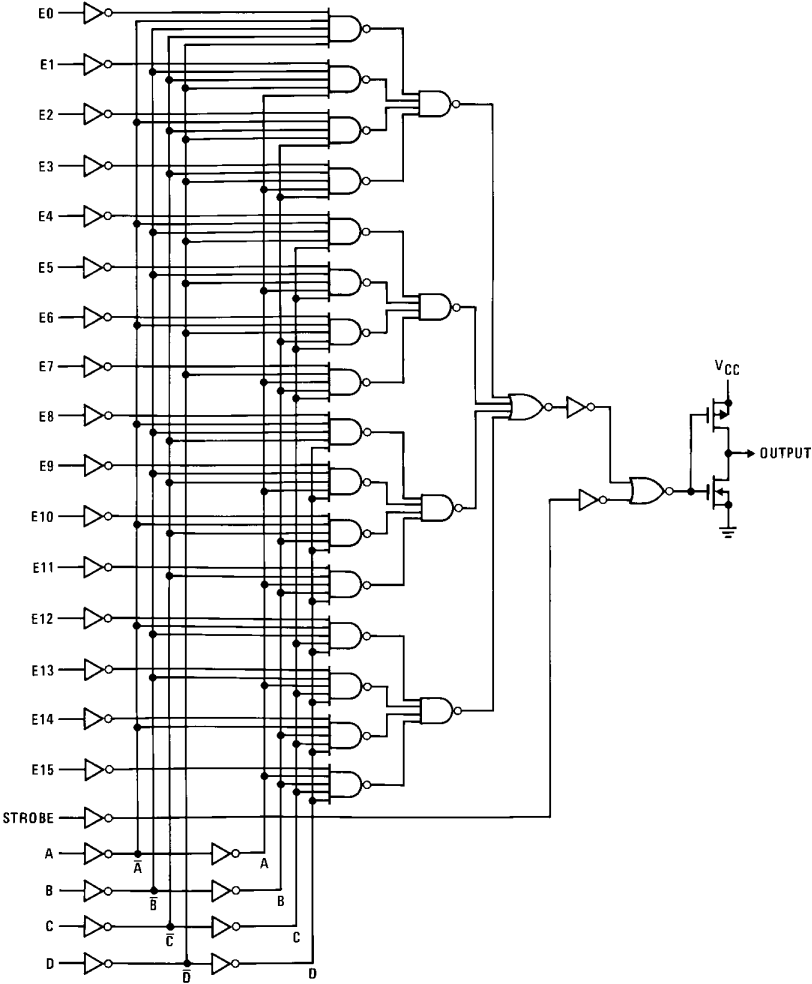 E0
E1
E2
E3
E4
E5
E6
E7
VCC
E8
OUTPUT
E9
E10
E11
E12
E13
E14
E15
STROBE
A
A̅
A
B
B̅
B
C
C̅
C
D
D̅
D